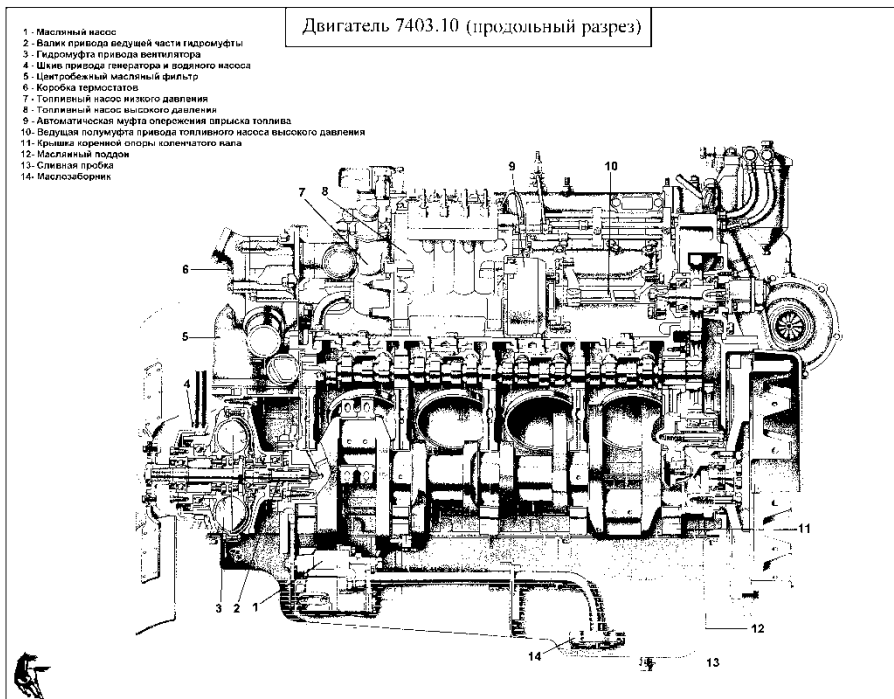 Двигатель 7403.10 (продольный разрез)
1 - Масляный насос
2 - Валик привода ведущей части гидромуфты
3 - Гидромуфта привода вентилятора
4 - Шкив привода генератора и водяного насоса
5 - Центробежный масляный фильтр
6 - Коробка термостатов
7 - Топливный насос низкого давления
8 - Топливный насос высокого давления
9 - Автоматическая муфта опережения впрыска топлива
10- Ведущая полумуфта привода топливного насоса высокого давления
11- Крышка коренной опоры коленчатого вала
12- Маслянный поддон
13- Сливная пробка
14- Маслозаборник
9
10
7
8
6
5
4
11
3
2
1
12
14
13